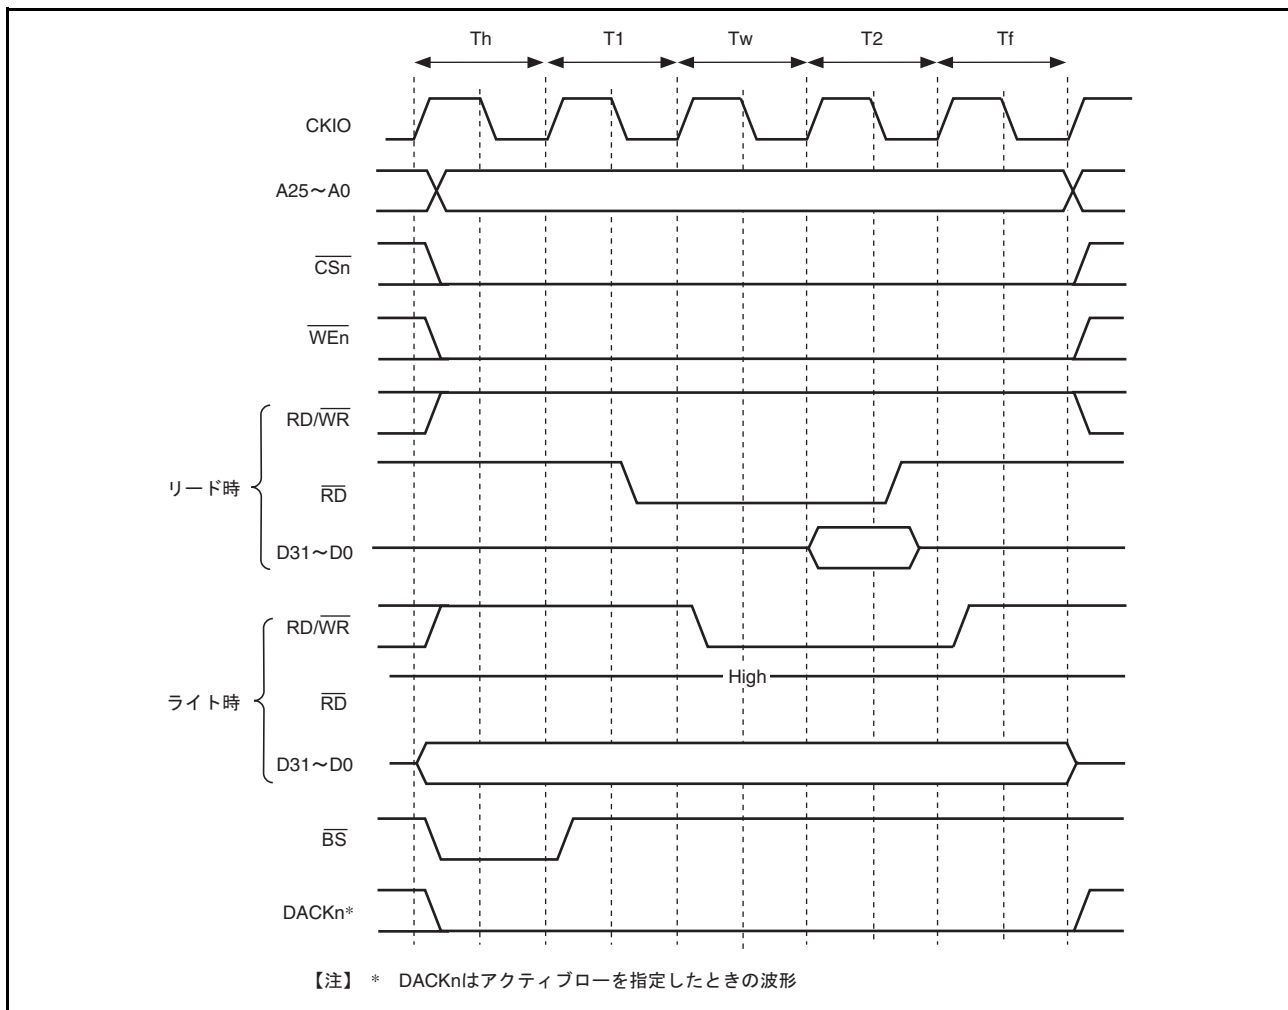 Th T1 Tw T2 Tf
CKIO
A25〜A0
CSn
WEn
RD/WR
リード時
RD
D31〜D0
RD/WR
High
ライト時
RD
D31〜D0
BS
DACKn*
【注】 * DACKnはアクティブローを指定したときの波形